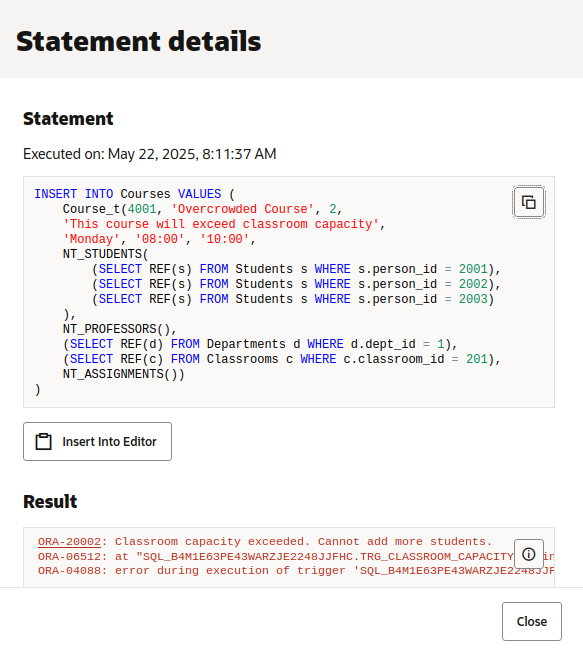 Statement details
Statement
Executed on: May 22, 2025, 8:11:37 AM
INSERT INTO Courses VALUES (
    Course_t(4001, 'Overcrowded Course', 2,
    'This course will exceed classroom capacity',
    'Monday', '08:00', '10:00',
    NT_STUDENTS(
        (SELECT REF(s) FROM Students s WHERE s.person_id = 2001),
        (SELECT REF(s) FROM Students s WHERE s.person_id = 2002),
        (SELECT REF(s) FROM Students s WHERE s.person_id = 2003)
    ),
    NT_PROFESSORS(),
    (SELECT REF(d) FROM Departments d WHERE d.dept_id = 1),
    (SELECT REF(c) FROM Classrooms c WHERE c.classroom_id = 201),
    NT_ASSIGNMENTS())
)
Insert Into Editor
Result
ORA-20002: Classroom capacity exceeded. Cannot add more students.
ORA-06512: at "SQL_B4M1E63PE43WARZJE2248JJFHC.TRG_CLASSROOM_CAPACITY
ORA-04088: error during execution of trigger 'SQL_B4M1E63PE43WARZJE2248JJF
Close